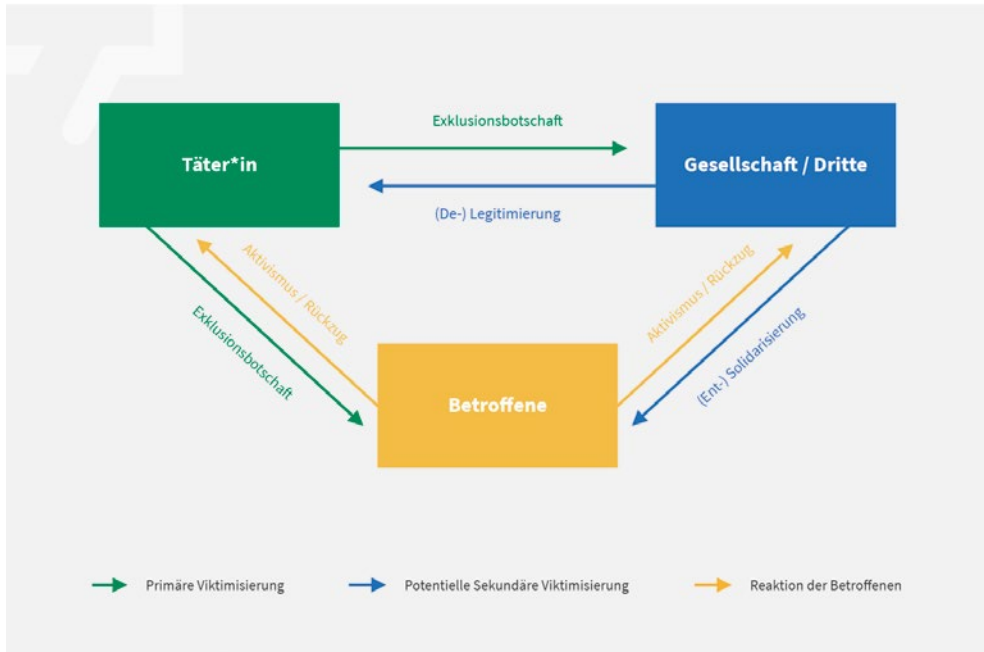 Exklusionsbotschaft
Täter*in
Gesellschaft / Dritte
(De-) Legitimierung
Aktivismus / Rückzug
Aktivismus / Rückzug
Exklusionsbotschaft
(Ent-) Solidarisierung
Betroffene
Primäre Viktimisierung
Potentielle Sekundäre Viktimisierung
Reaktion der Betroffenen